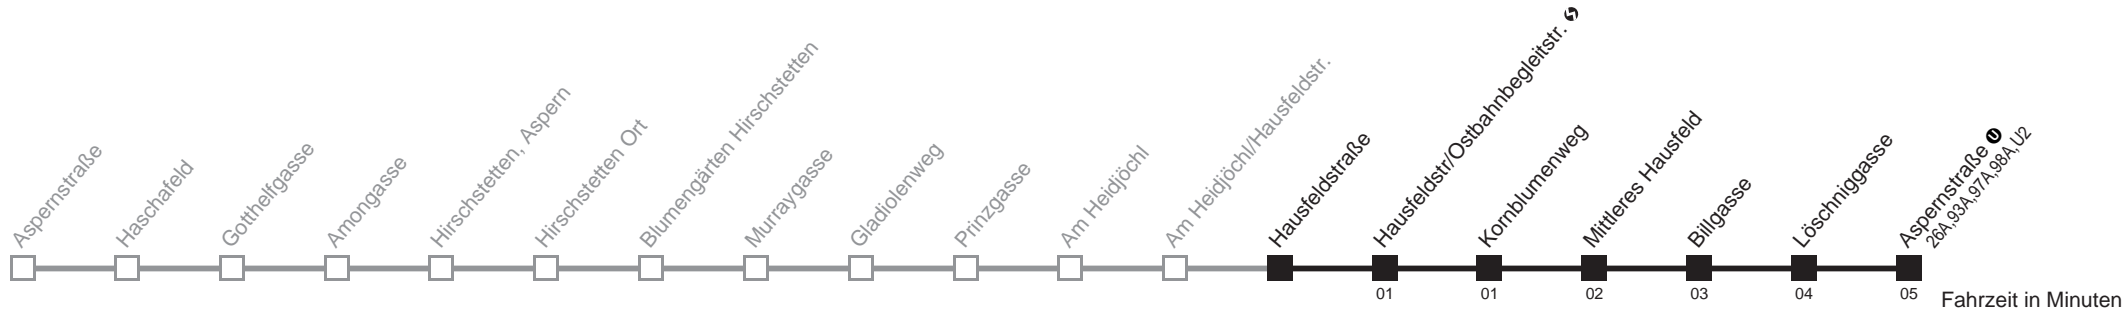 Aspernstraße
Haschafeld
Gotthelfgasse
Amongasse
Hirschstetten, Aspern
Hirschstetten Ort
Blumengärten Hirschstetten
Murraygasse
Gladiolenweg
Prinzgasse
Am Heidjöchl
Am Heidjöchl/Hausfeldstr.
Hausfeldstraße
Hausfeldstr/Ostbahnbegleitstr.
Kornblumenweg
Mittleres Hausfeld
Billgasse
Löschniggasse
Aspernstraße U
26A,93A,97A,98A,U2
01 01 02 03 04 05
Fahrzeit in Minuten